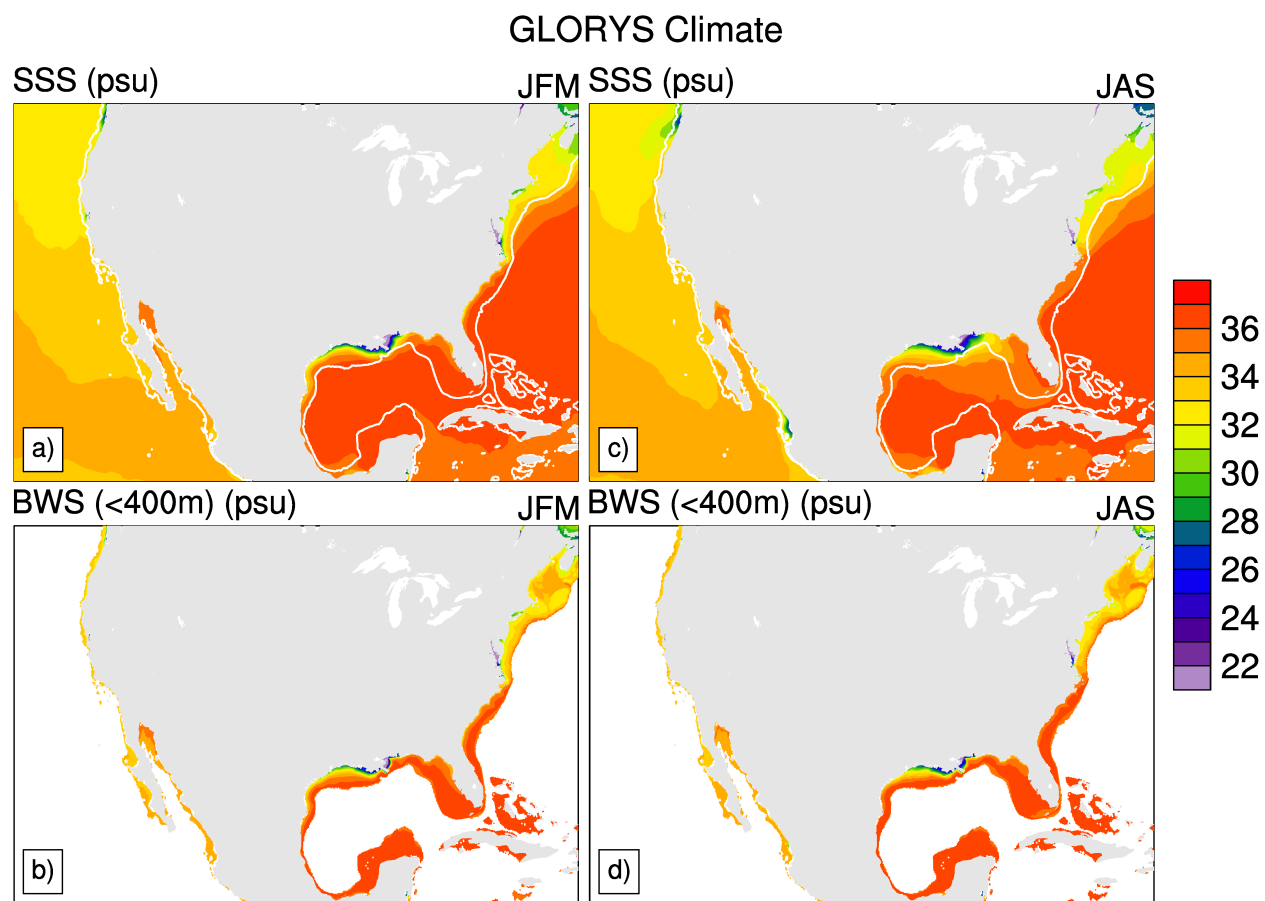 GLORYS Climate
SSS (psu) JFM
SSS (psu) JAS
a)
c)
BWS (<400m) (psu) JFM
BWS (<400m) (psu) JAS
b)
d)
36
34
32
30
28
26
24
22